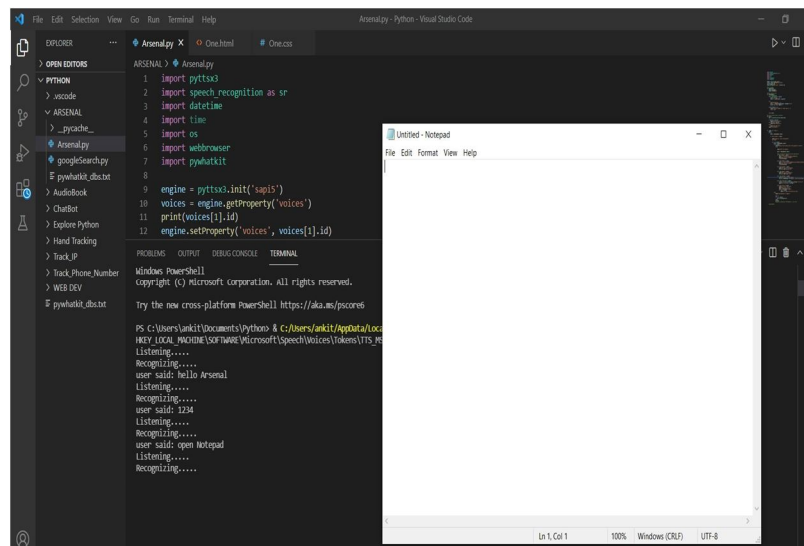 File Edit Selection View Go Run Terminal Help
Arsenal.py - Python - Visual Studio Code
EXPLORER ...
> OPEN EDITORS
PYTHON
> .vscode
ARSENAL
> __pycache__
Arsenal.py
googleSearch.py
pywhatkit_dbs.txt
> AudioBook
> ChatBot
> Explore Python
> Hand Tracking
> Track_IP
> Track_Phone_Number
> WEB DEV
pywhatkit_dbs.txt
Arsenal.py X One.html # One.css
ARSENAL > Arsenal.py
1 import pyttsx3
2 import speech_recognition as sr
3 import datetime
4 import time
5 import os
6 import webbrowser
7 import pywhatkit
8
9 engine = pyttsx3.init('sapi5')
10 voices = engine.getProperty('voices')
11 print(voices[1].id)
12 engine.setProperty('voices', voices[1].id)
PROBLEMS OUTPUT DEBUG CONSOLE TERMINAL
Windows PowerShell
Copyright (C) Microsoft Corporation. All rights reserved.
Try the new cross-platform PowerShell https://aka.ms/pscore6
PS C:\Users\ankit\Documents\Python> & C:/Users/ankit/AppData/Loca
HKEY_LOCAL_MACHINE\SOFTWARE\Microsoft\Speech\Voices\Tokens\TTS_MS
Listening.....
Recognizing.....
user said: hello Arsenal
Listening.....
Recognizing.....
user said: 1234
Listening.....
Recognizing.....
user said: open Notepad
Listening.....
Recognizing.....
Untitled - Notepad
File Edit Format View Help
Ln 1, Col 1 100% Windows (CRLF) UTF-8